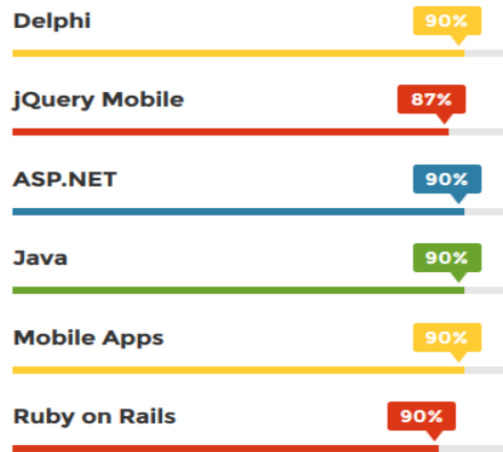 Delphi 90%
jQuery Mobile 87%
ASP.NET 90%
Java 90%
Mobile Apps 90%
Ruby on Rails 90%